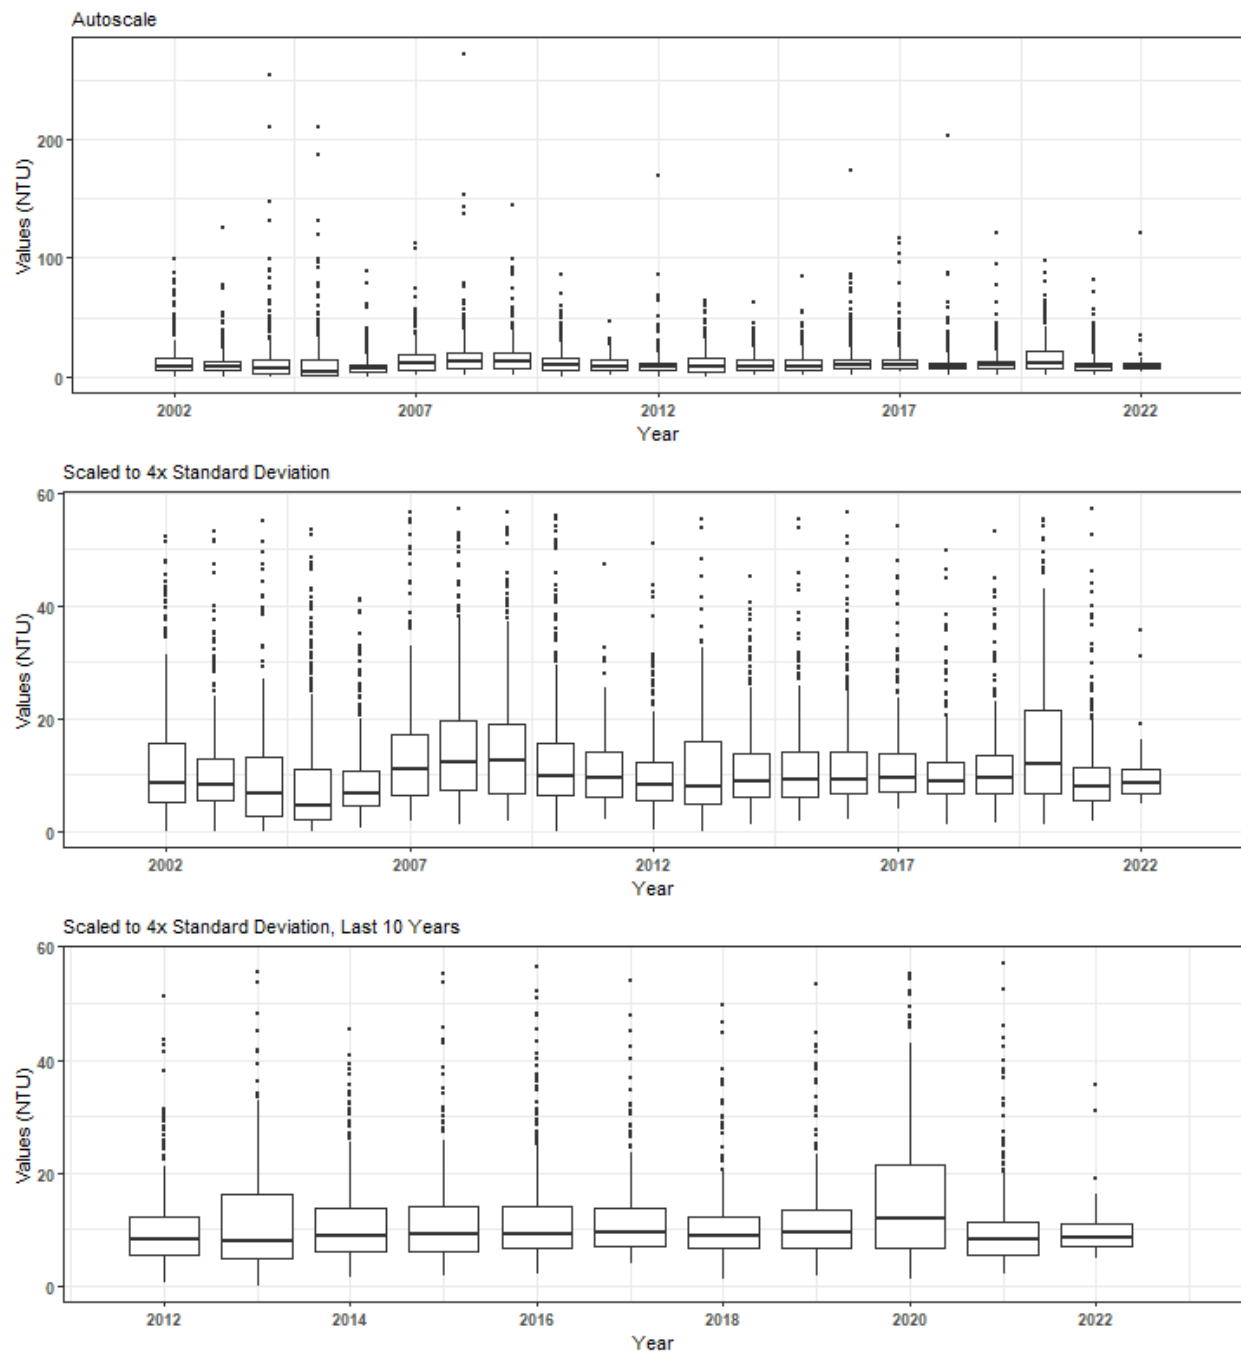 Autoscale
Values (NTU)
200
100
0
2002 2007 2012 2017 2022
Year
Scaled to 4x Standard Deviation
Values (NTU)
60
40
20
0
2002 2007 2012 2017 2022
Year
Scaled to 4x Standard Deviation, Last 10 Years
Values (NTU)
60
40
20
0
2012 2014 2016 2018 2020 2022
Year